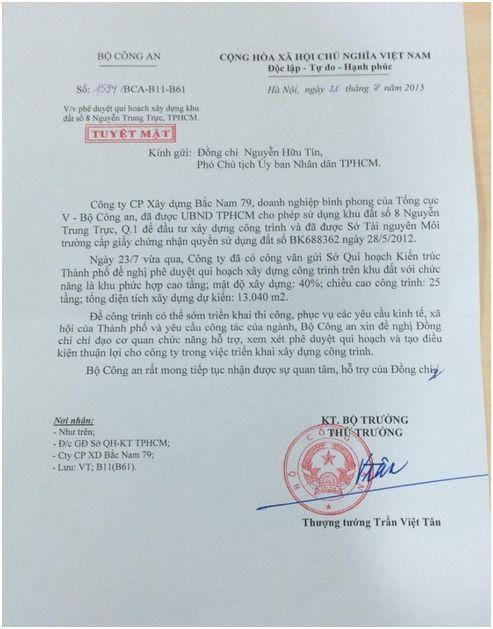 BỘ CÔNG AN
CỘNG HÒA XÃ HỘI CHỦ NGHĨA VIỆT NAM
Độc lập - Tự do - Hạnh phúc
Số: 1594 /BCA-B11-B61
Hà Nội, ngày 31 tháng 7 năm 2015
V/v phê duyệt qui hoạch xây dựng khu
đất số 8 Nguyễn Trung Trực, TPHCM.
TUYỆT MẬT
Kính gửi: Đồng chí Nguyễn Hữu Tín,
Phó Chủ tịch Ủy ban Nhân dân TPHCM.
Công ty CP Xây dựng Bắc Nam 79, doanh nghiệp bình phong của Tổng cục
V - Bộ Công an, đã được UBND TPHCM cho phép sử dụng khu đất số 8 Nguyễn
Trung Trực, Q.1 để đầu tư xây dựng công trình và đã được Sở Tài nguyên Môi
trường cấp giấy chứng nhận quyền sử dụng đất số BK688362 ngày 28/5/2012.
Ngày 23/7 vừa qua, Công ty đã có công văn gửi Sở Qui hoạch Kiến trúc
Thành phố đề nghị phê duyệt qui hoạch xây dựng công trình trên khu đất với chức
năng là khu phức hợp cao tầng; mật độ xây dựng: 40%; chiều cao công trình: 25
tầng; tổng diện tích xây dựng dự kiến: 13.040 m2.
Để công trình có thể sớm triển khai thi công, phục vụ các yêu cầu kinh tế, xã
hội của Thành phố và yêu cầu công tác của ngành, Bộ Công an xin đề nghị Đồng
chí chỉ đạo cơ quan chức năng hỗ trợ, xem xét phê duyệt qui hoạch và tạo điều
kiện thuận lợi cho công ty trong việc triển khai xây dựng công trình.
Bộ Công an rất mong tiếp tục nhận được sự quan tâm, hỗ trợ của Đồng chí
Nơi nhận:
- Như trên;
- Đ/c GĐ Sở QH-KT TPHCM;
- Cty CP XD Bắc Nam 79;
- Lưu: VT; B11(B61).
KT. BỘ TRƯỞNG
THỨ TRƯỞNG
BỘ CÔNG AN
Thượng tướng Trần Việt Tân